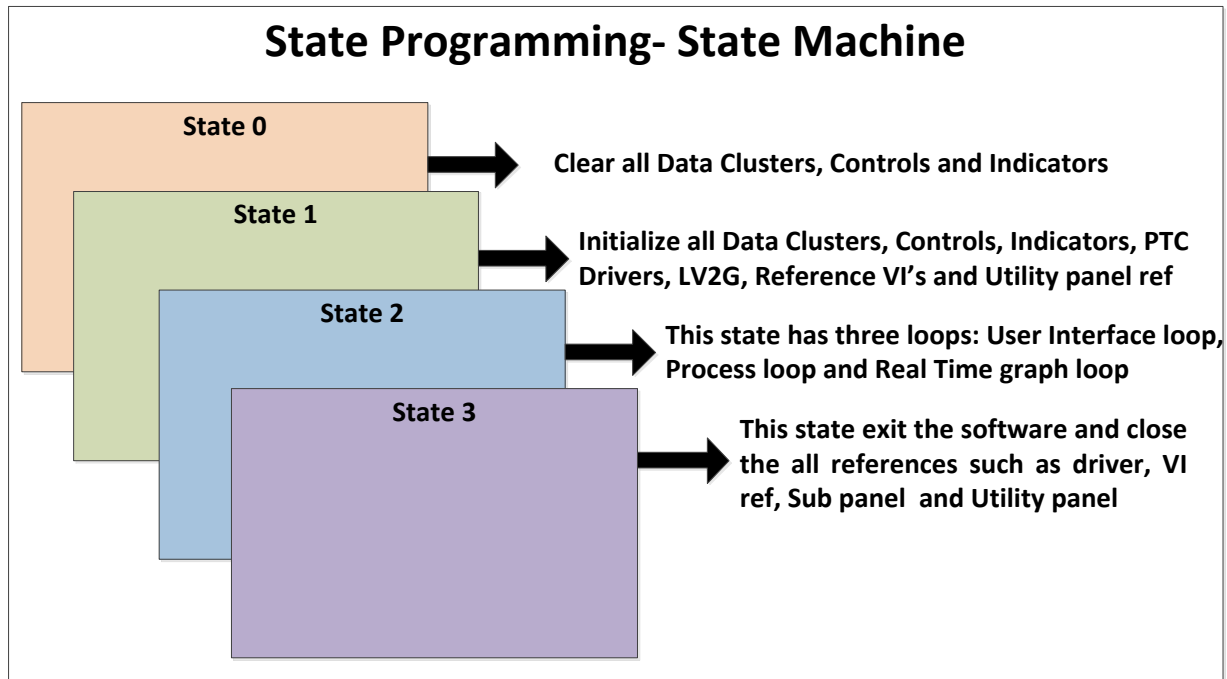 State Programming- State Machine
State 0
Clear all Data Clusters, Controls and Indicators
State 1
Initialize all Data Clusters, Controls, Indicators, PTC
Drivers, LV2G, Reference VI’s and Utility panel ref
State 2
This state has three loops: User Interface loop,
Process loop and Real Time graph loop
State 3
This state exit the software and close
the all references such as driver, VI
ref, Sub panel and Utility panel